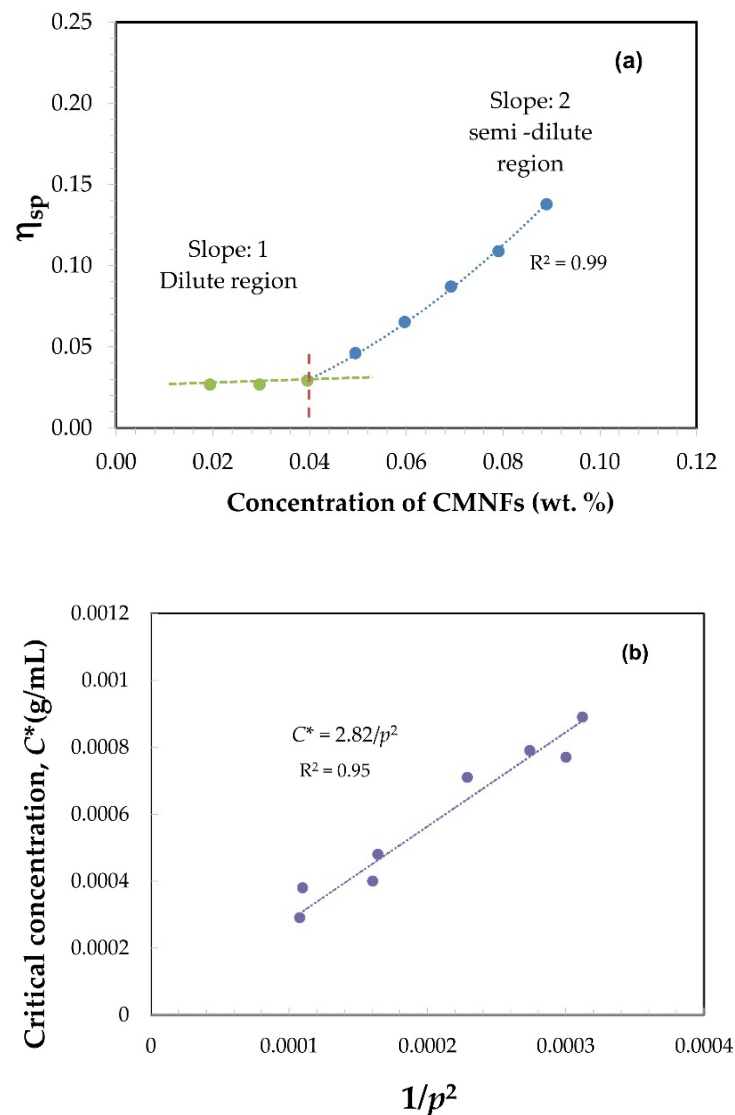 0.25
(a)
0.20
Slope: 2
semi -dilute
region
0.15
ηsp
Slope: 1
Dilute region
0.10
R² = 0.99
0.05
0.00
0.00 0.02 0.04 0.06 0.08 0.10 0.12
Concentration of CMNFs (wt. %)
0.0012
(b)
0.001
C* = 2.82/p²
R² = 0.95
0.0008
0.0006
0.0004
0.0002
0
Critical concentration, C*(g/mL)
0 0.0001 0.0002 0.0003 0.0004
1/p²